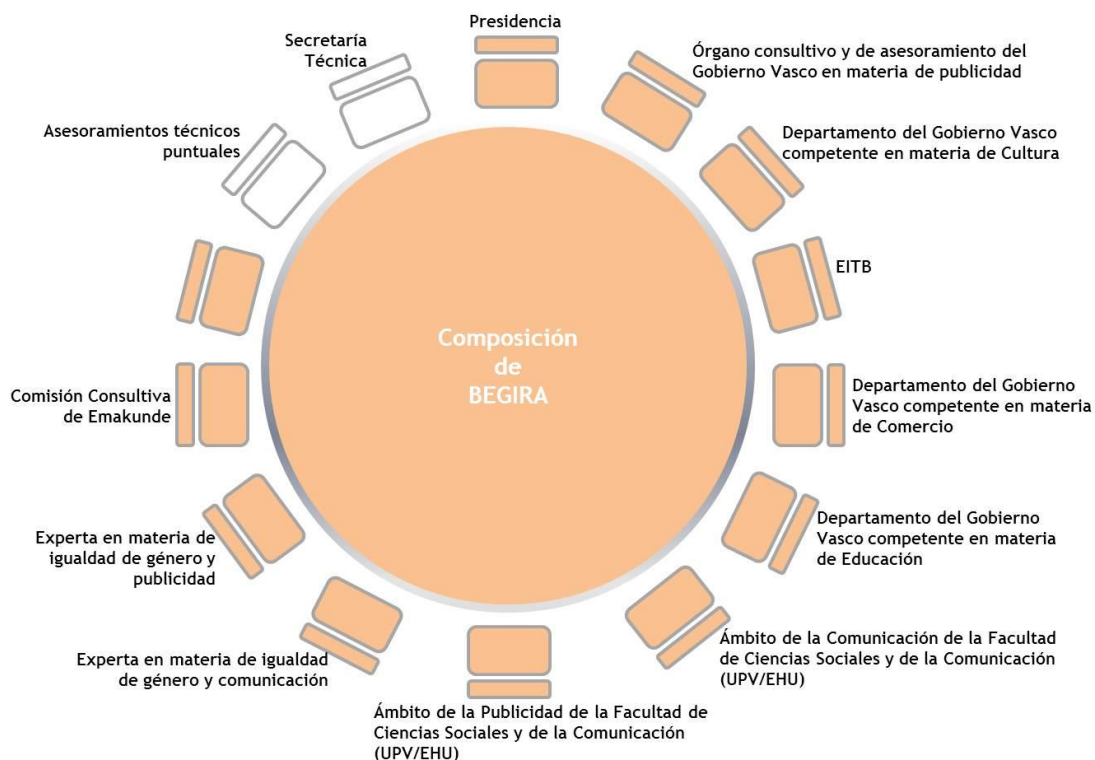 Presidencia
Órgano consultivo y de asesoramiento del
Gobierno Vasco en materia de publicidad
Departamento del Gobierno Vasco
competente en materia de Cultura
EITB
Departamento del Gobierno
Vasco competente en materia
de Comercio
Departamento del Gobierno
Vasco competente en materia
de Educación
Ámbito de la Comunicación de la Facultad
de Ciencias Sociales y de la Comunicación
(UPV/EHU)
Ámbito de la Publicidad de la Facultad de
Ciencias Sociales y de la Comunicación
(UPV/EHU)
Experta en materia de igualdad
de género y comunicación
Experta en materia de
igualdad de género y
publicidad
Comisión Consultiva
de Emakunde
Asesoramientos técnicos
puntuales
Secretaría
Técnica
Composición
de
BEGIRA